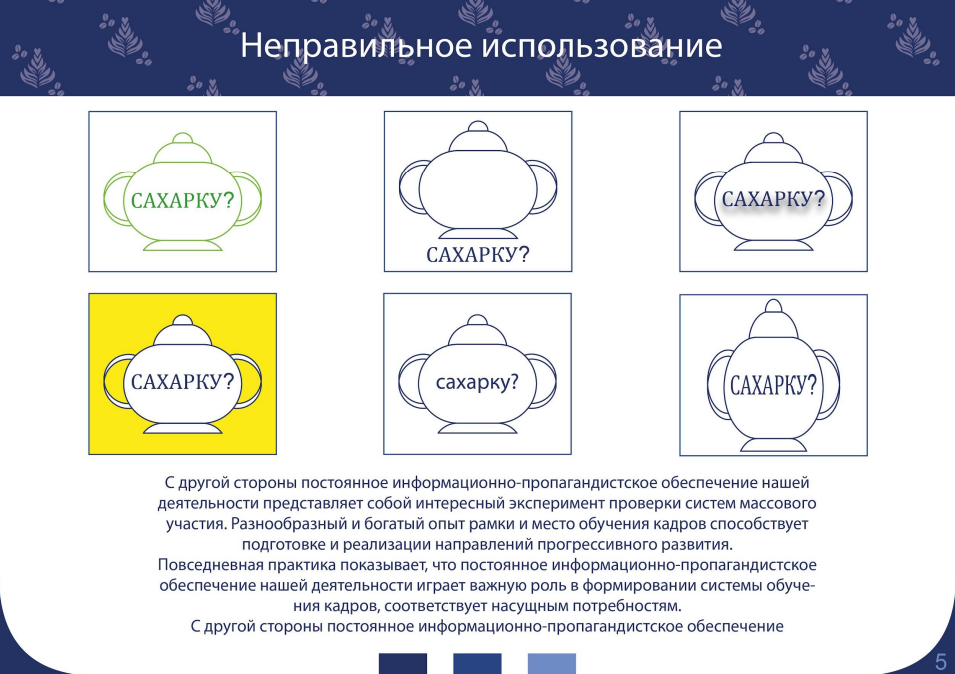 Неправильное использование
САХАРКУ?
САХАРКУ?
САХАРКУ?
САХАРКУ?
сахарку?
САХАРКУ?
С другой стороны постоянное информационно-пропагандистское обеспечение нашей
деятельности представляет собой интересный эксперимент проверки систем массового
участия. Разнообразный и богатый опыт рамки и место обучения кадров способствует
подготовке и реализации направлений прогрессивного развития.
Повседневная практика показывает, что постоянное информационно-пропагандистское
обеспечение нашей деятельности играет важную роль в формировании системы обуче-
ния кадров, соответствует насущным потребностям.
С другой стороны постоянное информационно-пропагандистское обеспечение
5